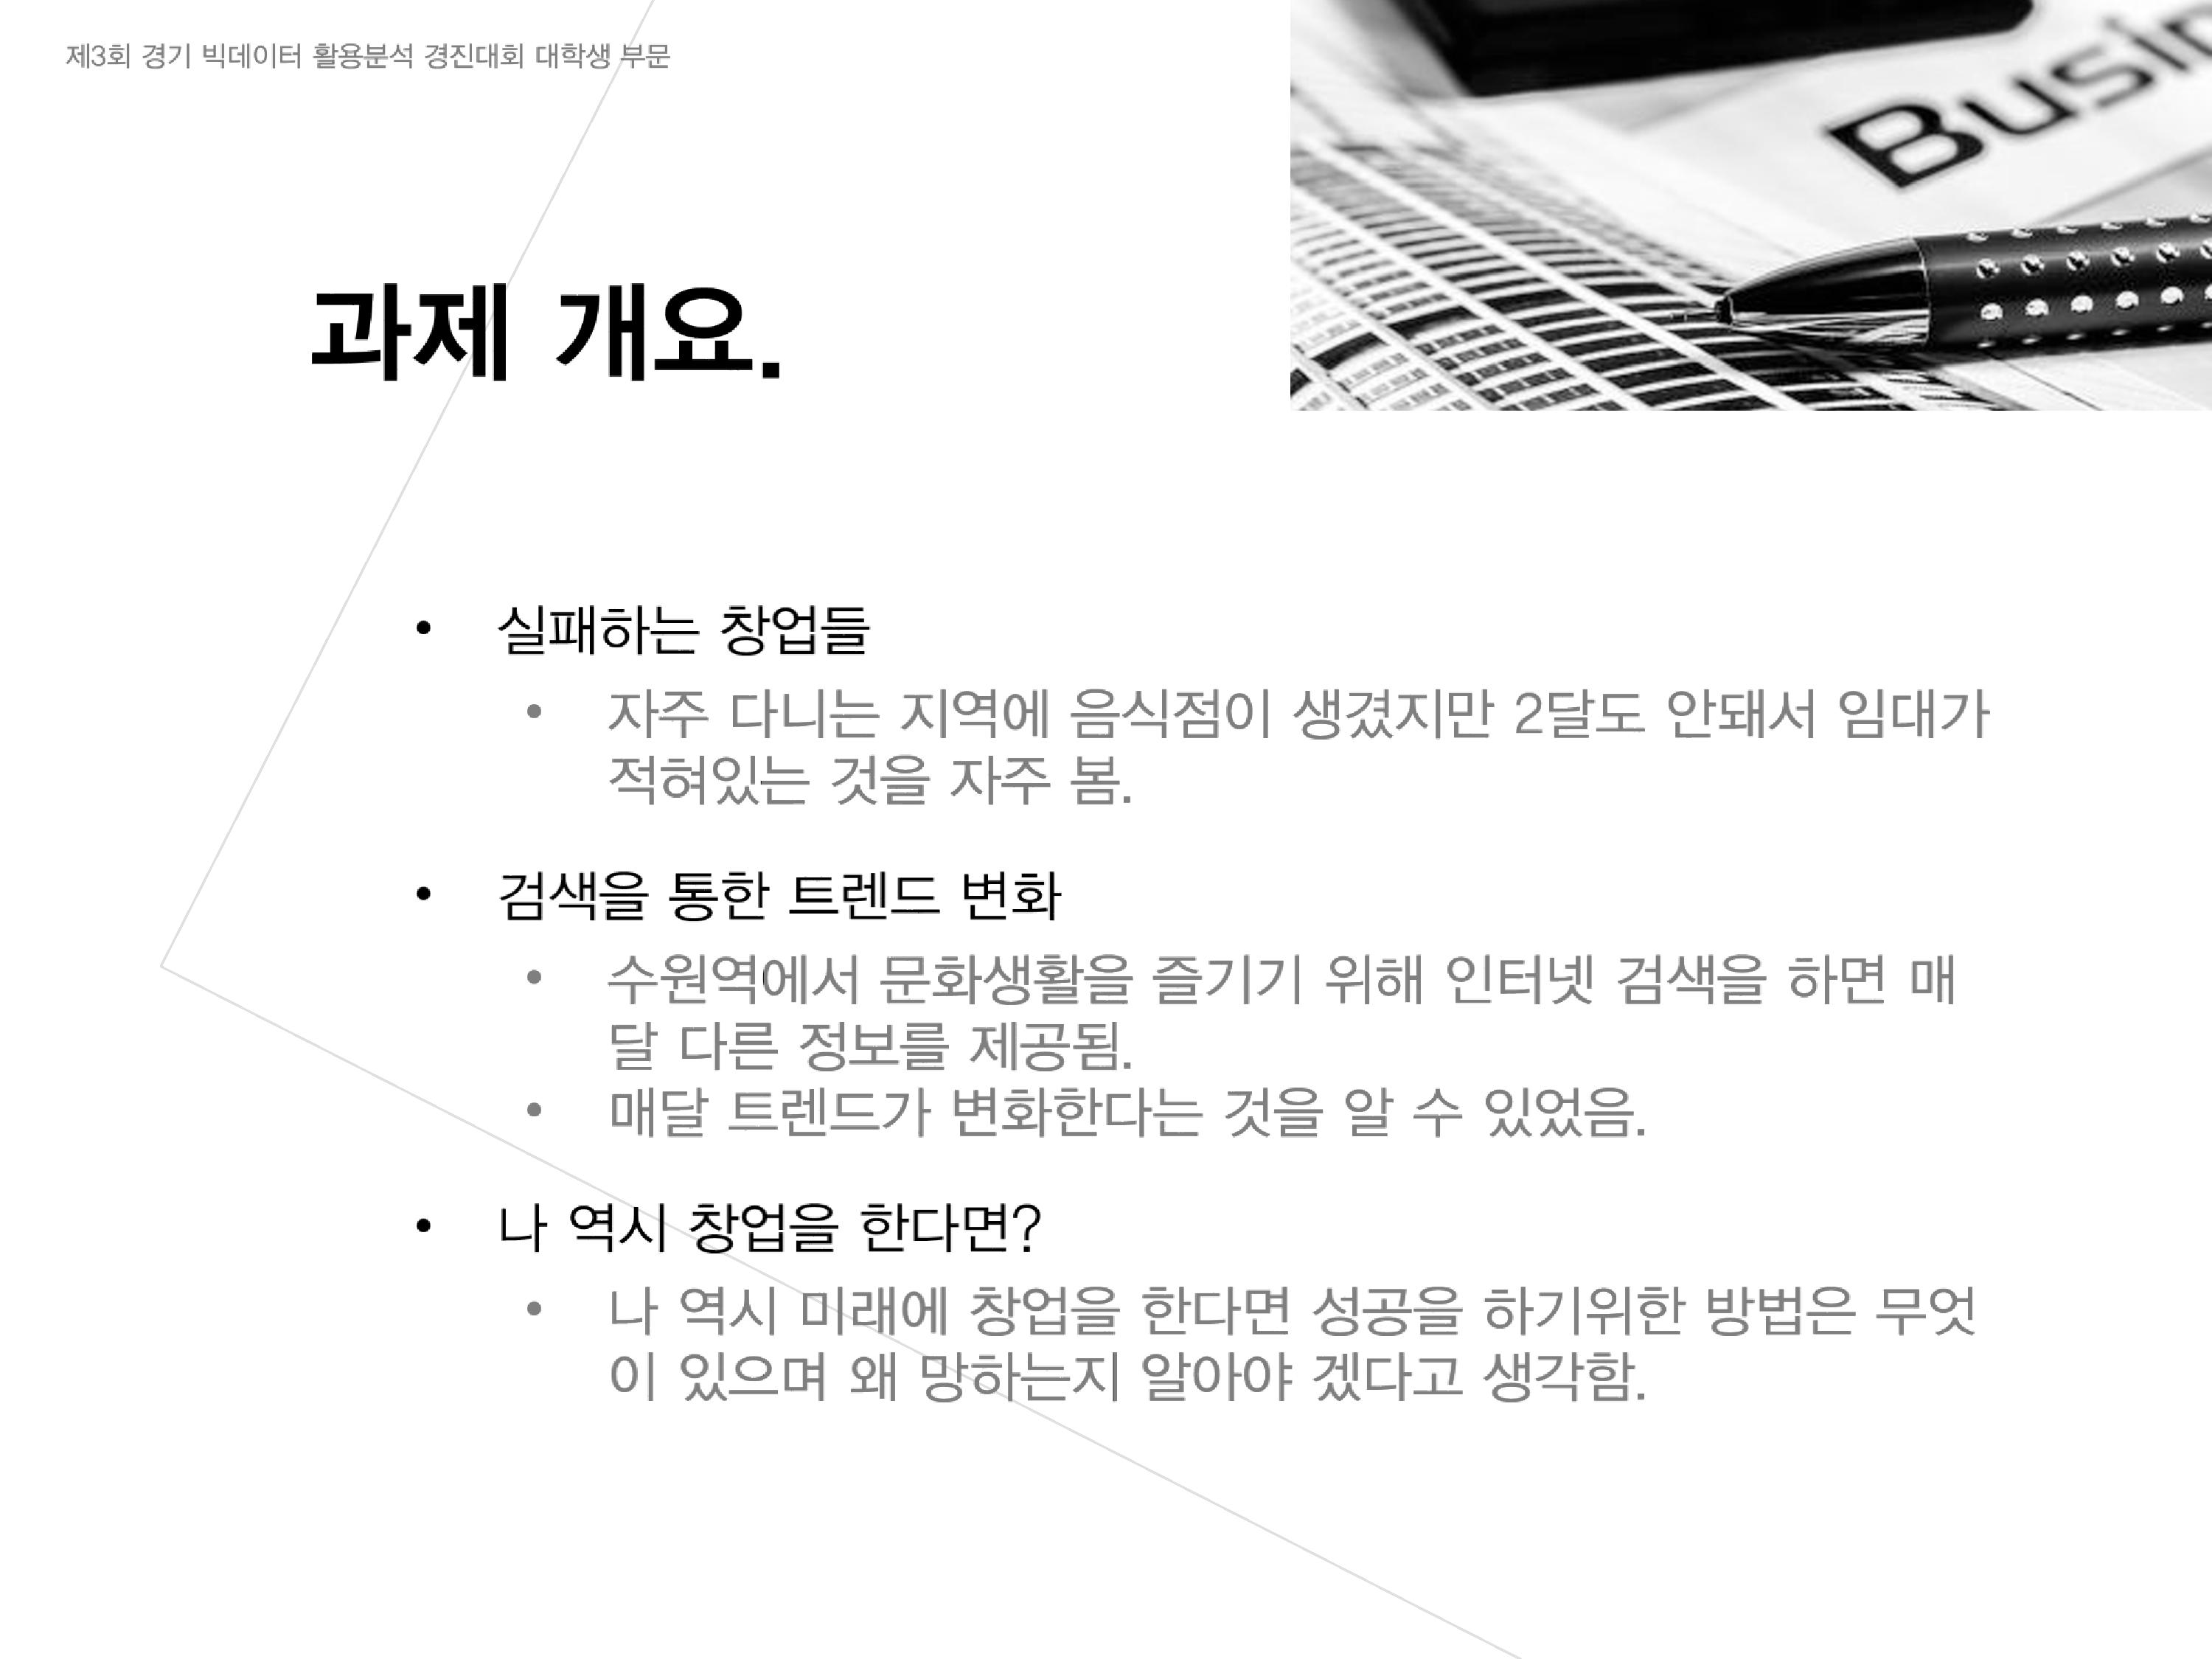 제3회 경기 빅데이터 활용분석 경진대회 대학생 부문
과제 개요.
• 실패하는 창업들
• 자주 다니는 지역에 음식점이 생겼지만 2달도 안돼서 임대가
적혀있는 것을 자주 봄.
• 검색을 통한 트렌드 변화
• 수원역에서 문화생활을 즐기기 위해 인터넷 검색을 하면 매
달 다른 정보를 제공됨.
• 매달 트렌드가 변화한다는 것을 알 수 있었음.
• 나 역시 창업을 한다면?
• 나 역시 미래에 창업을 한다면 성공을 하기위한 방법은 무엇
이 있으며 왜 망하는지 알아야 겠다고 생각함.